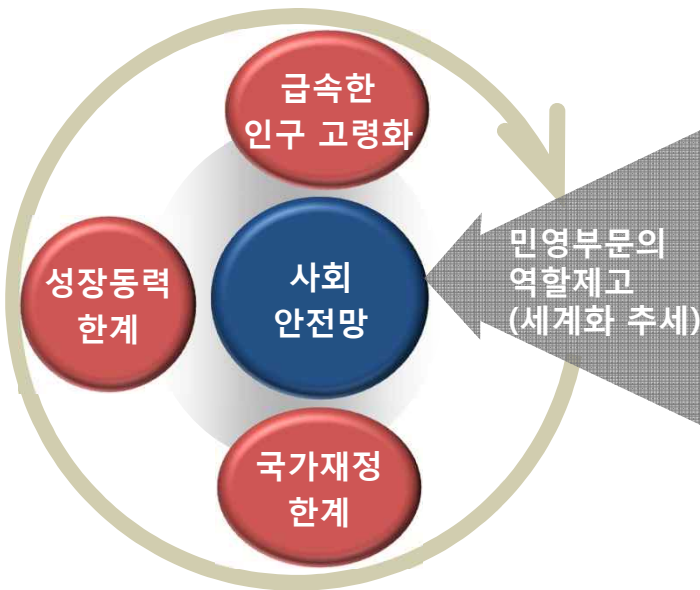 급속한
인구 고령화
성장동력
한계
사회
안전망
민영부문의
역할제고
(세계화 추세)
국가재정
한계